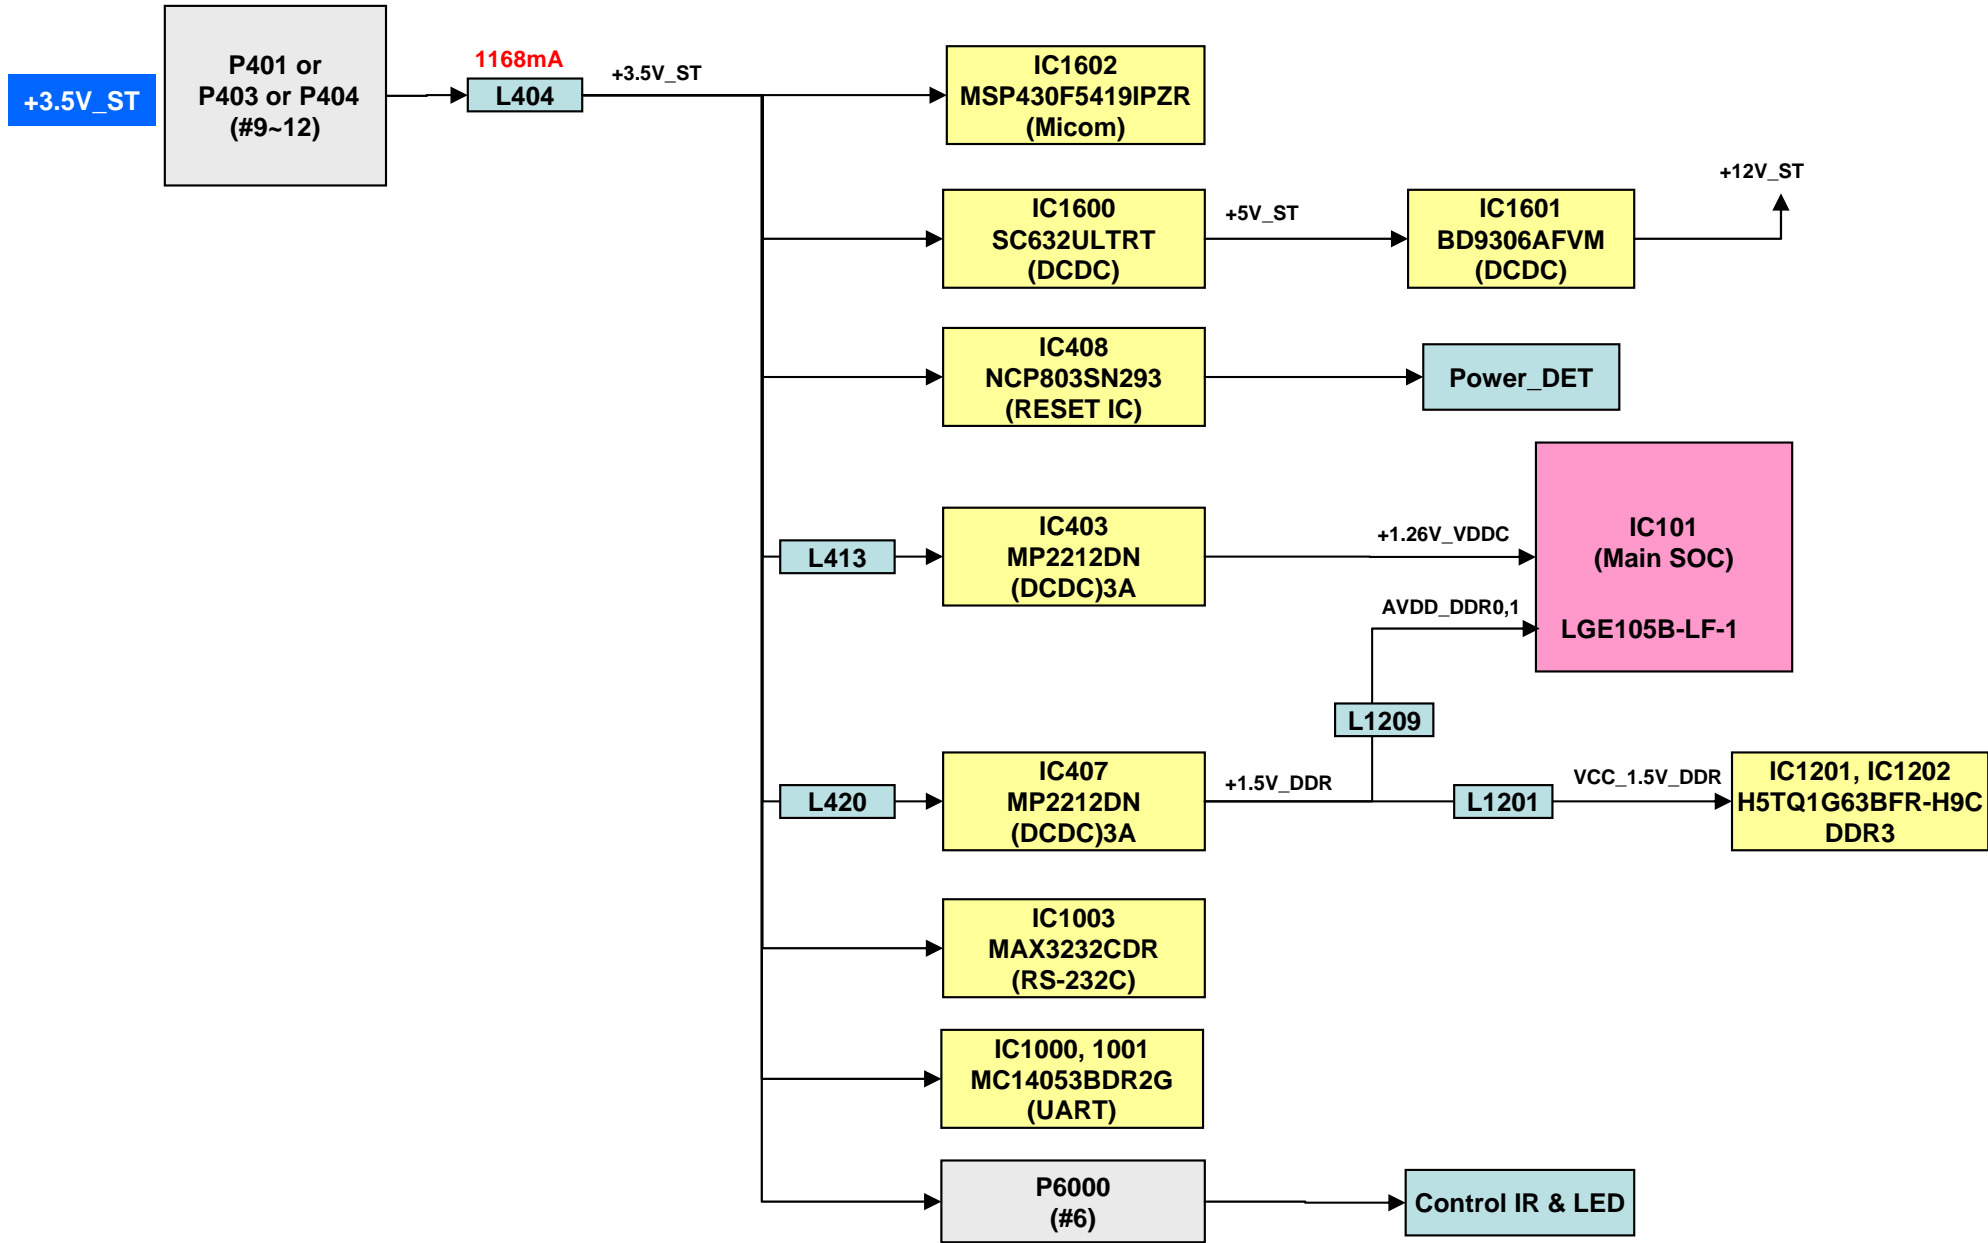 +3.5V_ST
P401 or
P403 or P404
(#9~12)
1168mA
L404
+3.5V_ST
IC1602
MSP430F5419IPZR
(Micom)
IC1600
SC632ULTRT
(DCDC)
+5V_ST
IC1601
BD9306AFVM
(DCDC)
+12V_ST
IC408
NCP803SN293
(RESET IC)
Power_DET
L413
IC403
MP2212DN
(DCDC)3A
+1.26V_VDDC
IC101
(Main SOC)
LGE105B-LF-1
AVDD_DDR0,1
L1209
L420
IC407
MP2212DN
(DCDC)3A
+1.5V_DDR
L1201
VCC_1.5V_DDR
IC1201, IC1202
H5TQ1G63BFR-H9C
DDR3
IC1003
MAX3232CDR
(RS-232C)
IC1000, 1001
MC14053BDR2G
(UART)
P6000
(#6)
Control IR & LED